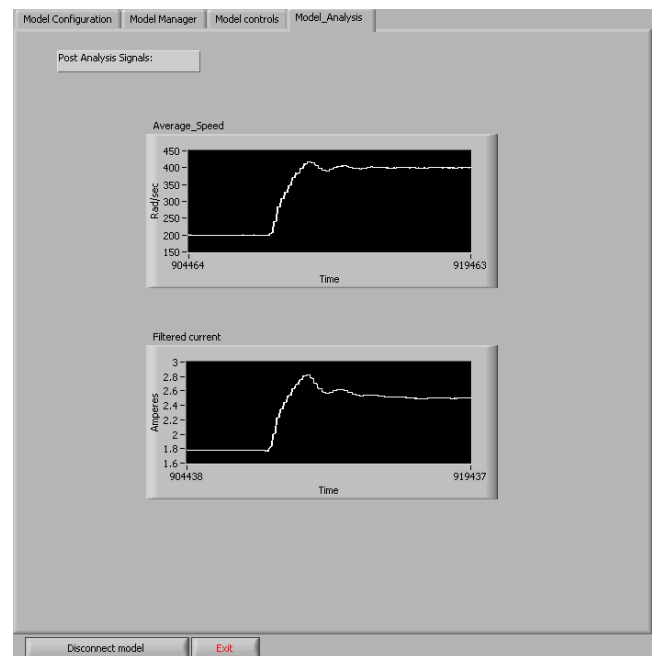 Model Configuration Model Manager Model controls Model_Analysis
Post Analysis Signals:
Average_Speed
450
400
350
300
250
200
150
Rad/sec
904464 919463
Time
Filtered current
3
2.8
2.6
2.4
2.2
2
1.8
1.6
Amperes
904438 919437
Time
Disconnect model Exit